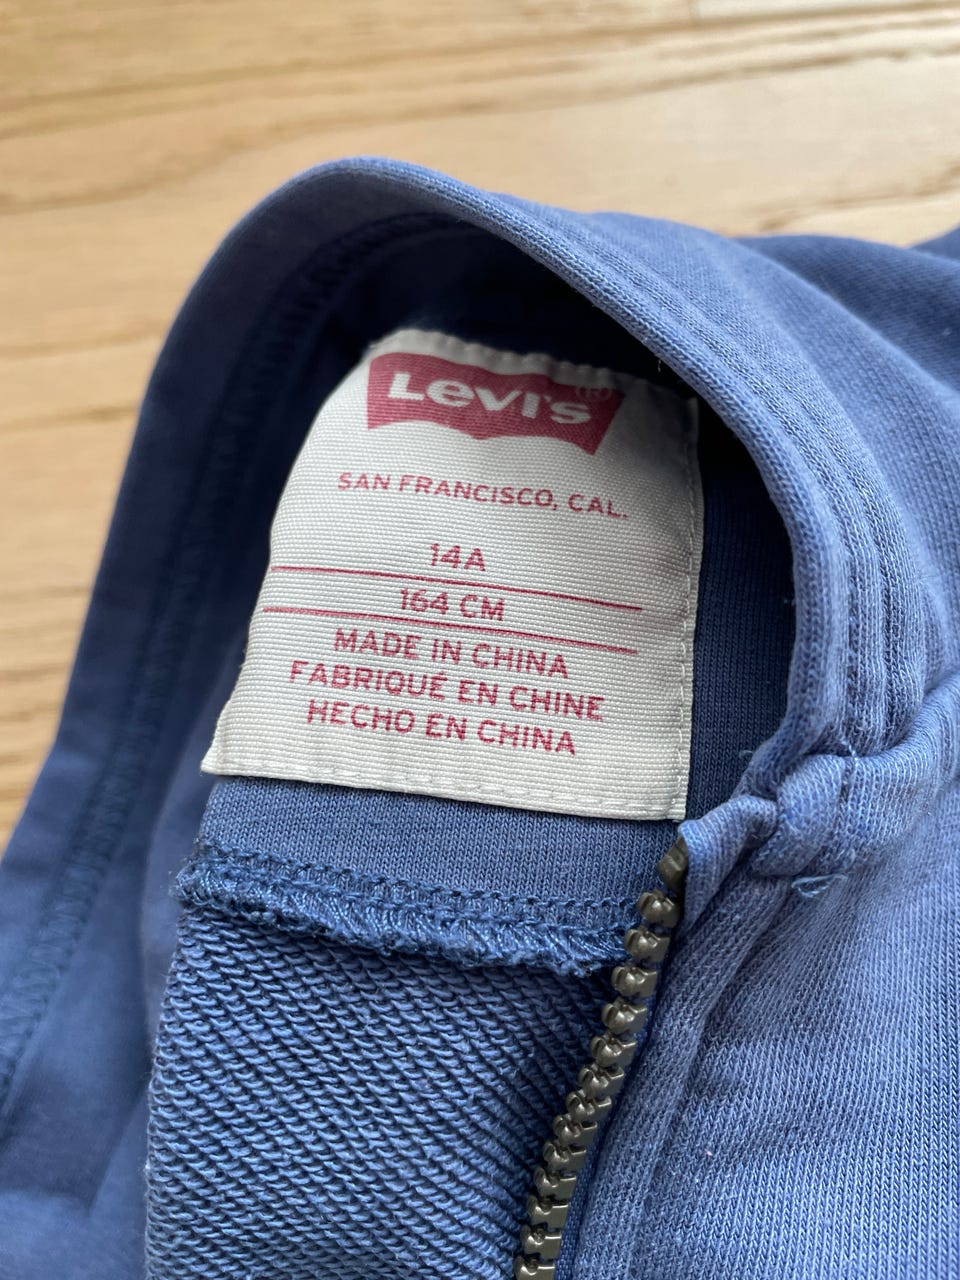 Levi's®
SAN FRANCISCO, CAL.
14A
164 CM
MADE IN CHINA
FABRIQUÉ EN CHINE
HECHO EN CHINA